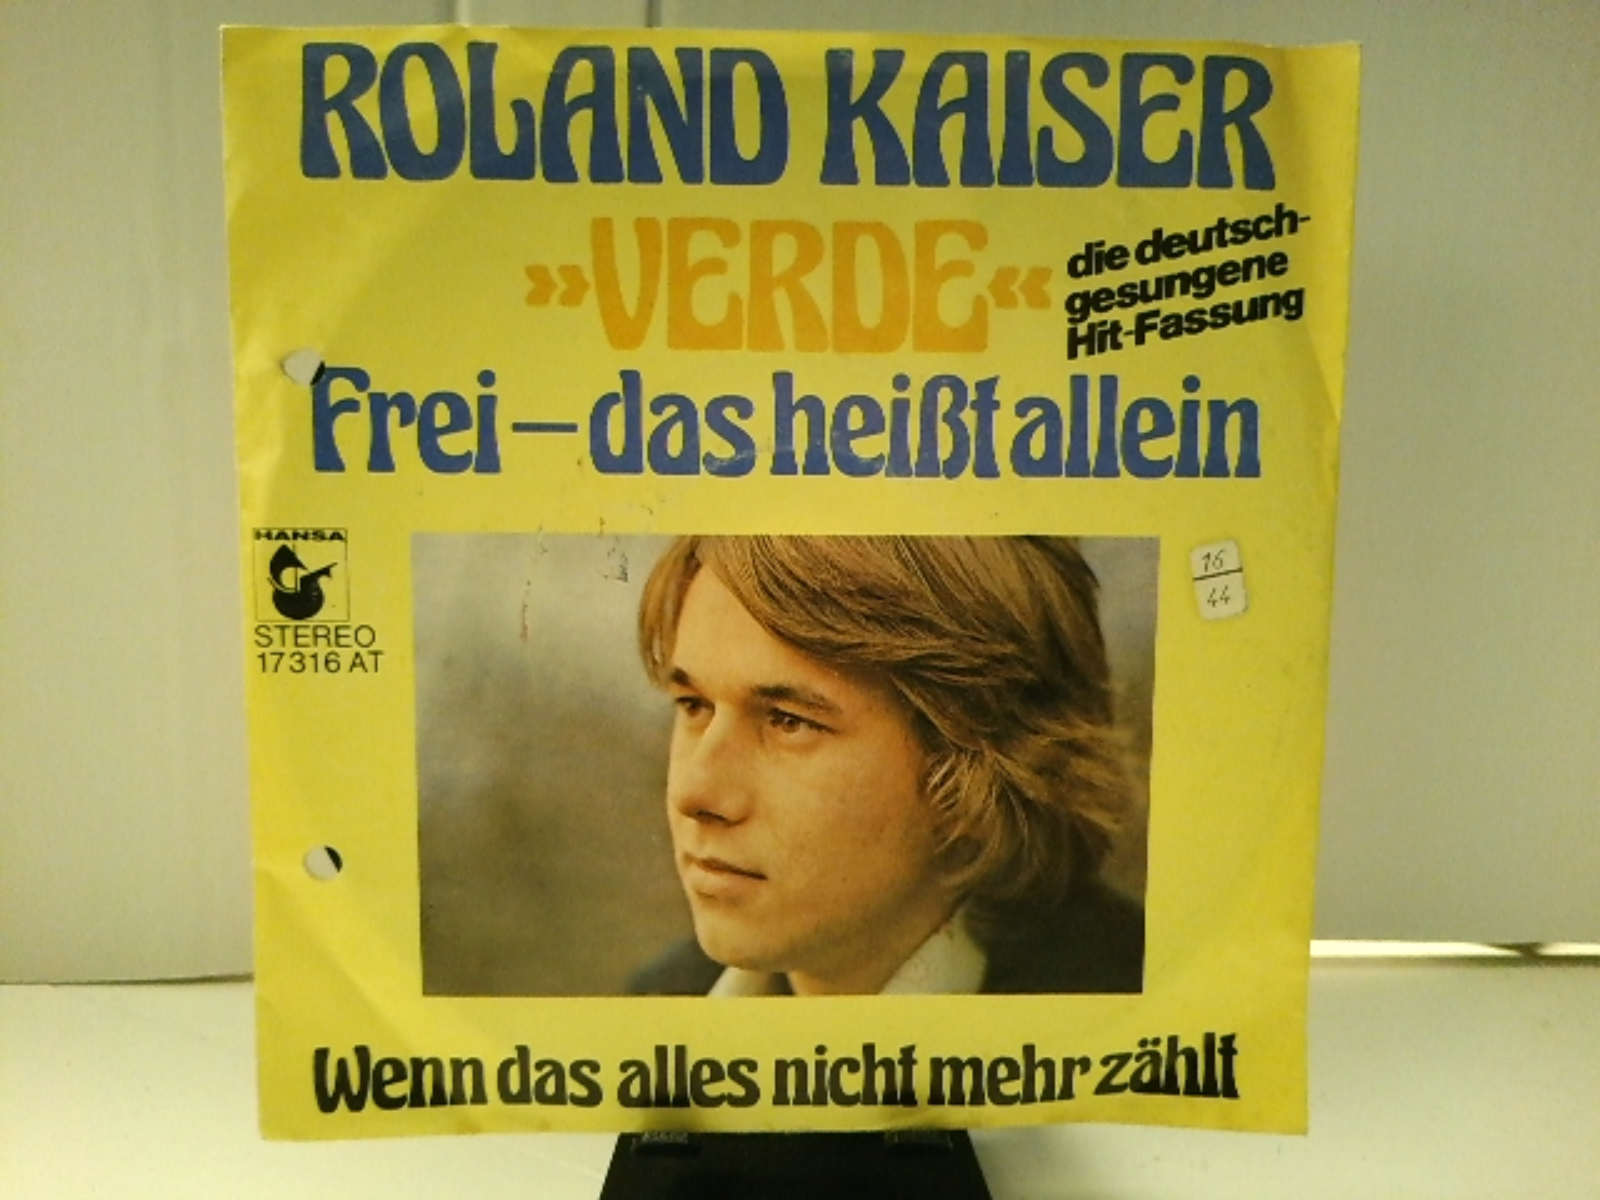 ROLAND KAISER
»VERDE«
die deutsch-
gesungene
Hit-Fassung
Frei – das heißt allein
HANSA
STEREO
17316 AT
16
44
Wenn das alles nicht mehr zählt